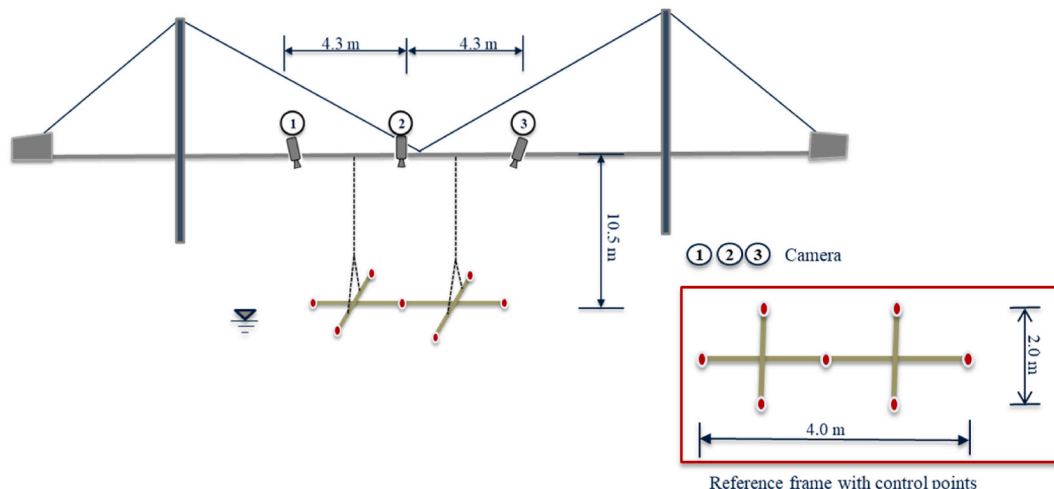 4.3 m
4.3 m
1
2
3
10.5 m
1 2 3 Camera
2.0 m
4.0 m
Reference frame with control points